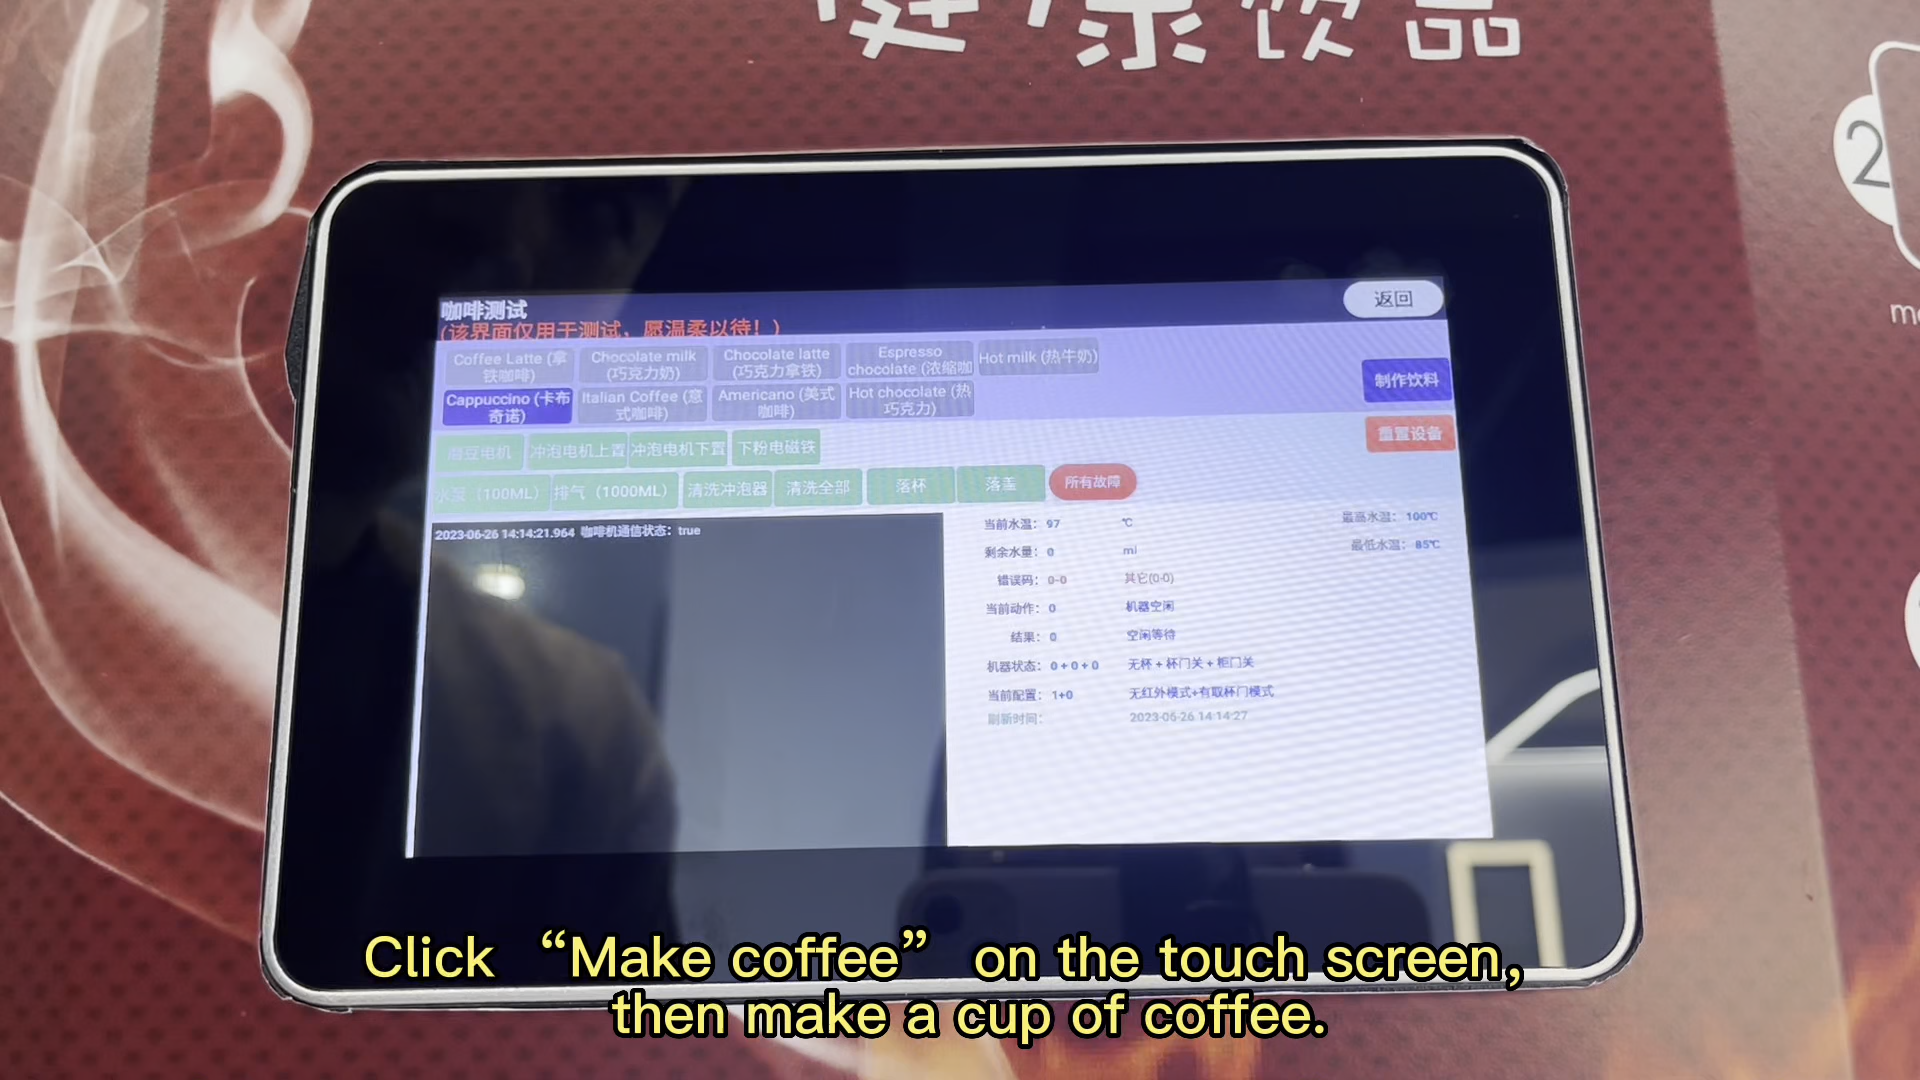 健康饮品
2
咖啡测试
返回
(该界面仅用于测试，愿温柔以待！)
Coffee Latte (拿
铁咖啡)
Chocolate milk
(巧克力奶)
Chocolate latte
(巧克力拿铁)
Espresso
chocolate (浓缩咖
Hot milk (热牛奶)
制作饮料
Cappuccino (卡布
奇诺)
Italian Coffee (意
式咖啡)
Americano (美式
咖啡)
Hot chocolate (热
巧克力)
重置设备
磨豆电机
冲泡电机上置
冲泡电机下置
下粉电磁铁
水泵（100ML）
排气（1000ML）
清洗冲泡器
清洗全部
落杯
落盖
所有故障
2023-06-26 14:14:21.964 咖啡机通信状态：true
当前水温：97 ℃
最高水温：100℃
剩余水量：0 ml
最低水温：85℃
错误码：0-0 其它(0-0)
当前动作：0 机器空闲
结果：0 空闲等待
机器状态：0+0+0 无杯+杯门关+柜门关
当前配置：1+0 无红外模式+有取杯门模式
刷新时间： 2023-06-26 14:14:27
Click “Make coffee” on the touch screen,
then make a cup of coffee.